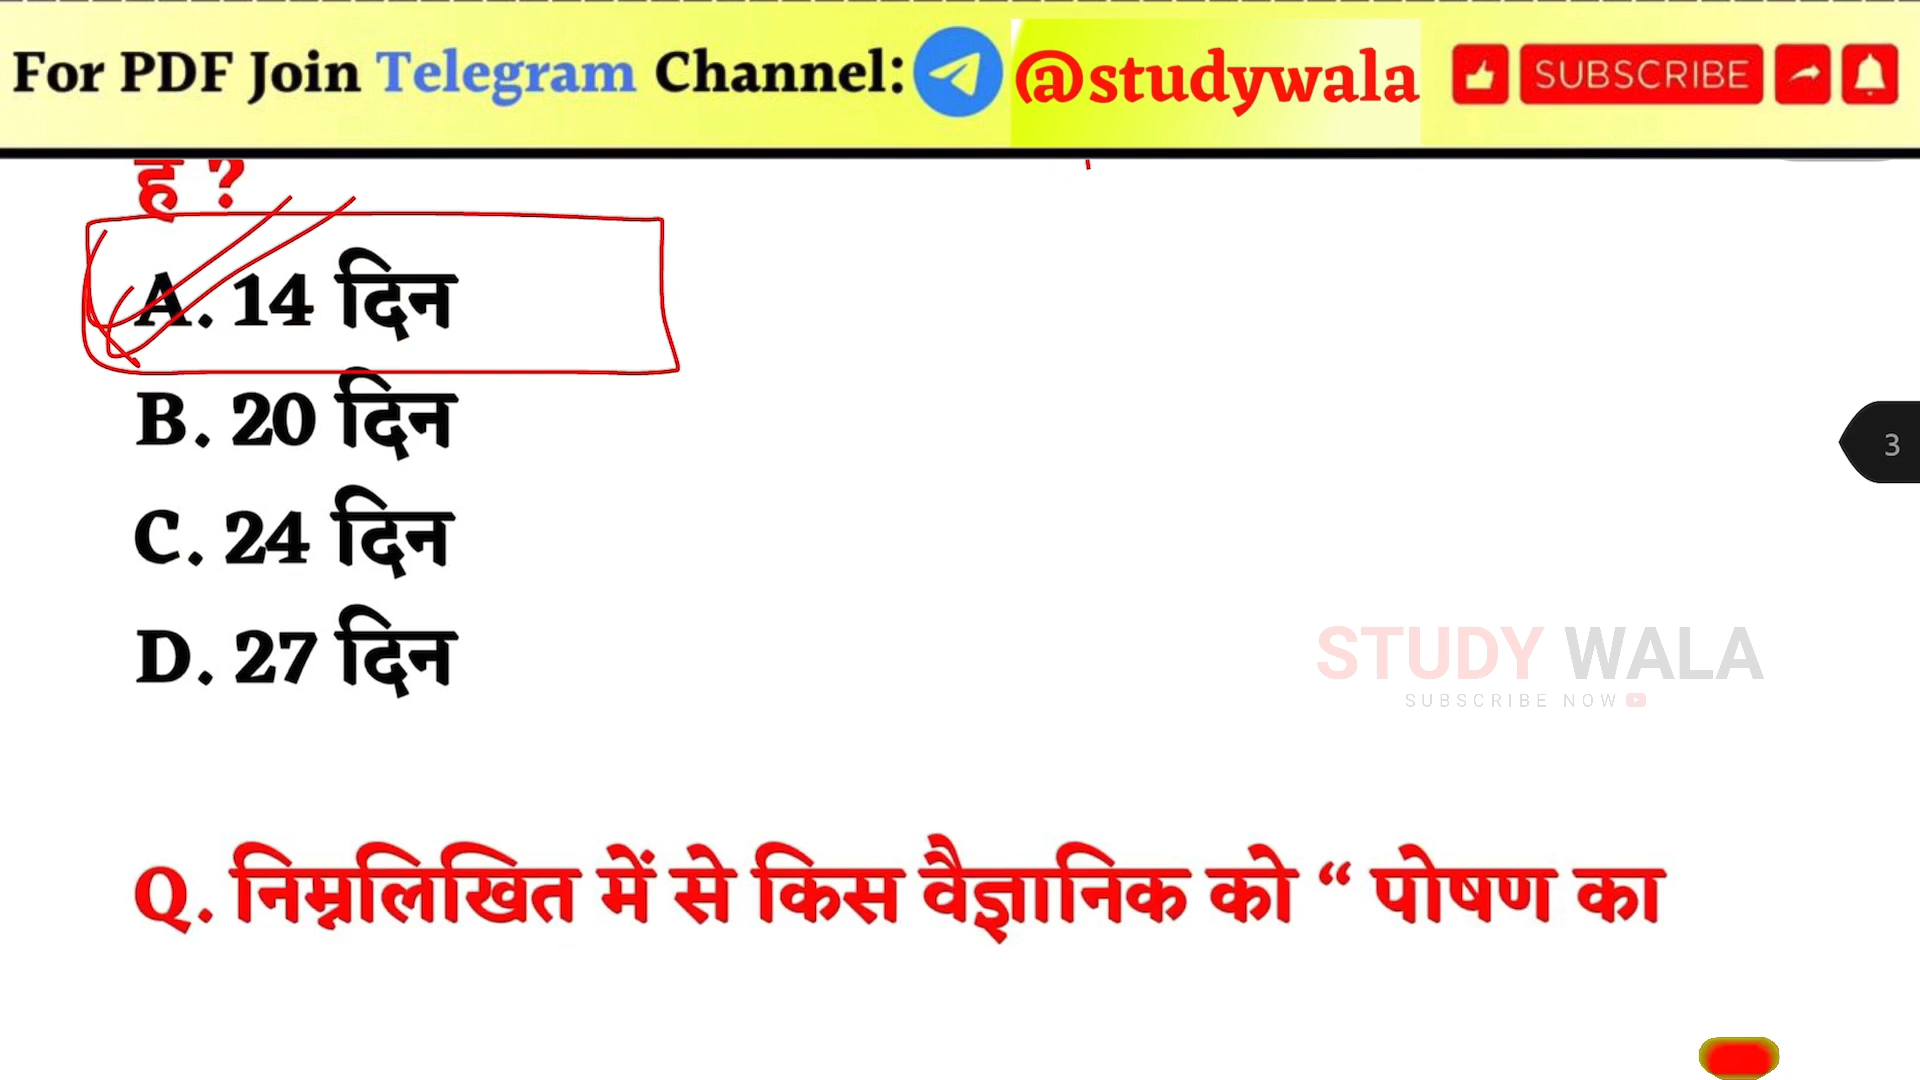 For PDF Join Telegram Channel: @studywala SUBSCRIBE
है ?
A. 14 दिन
B. 20 दिन
3
C. 24 दिन
D. 27 दिन
STUDY WALA
SUBSCRIBE NOW
Q. निम्नलिखित में से किस वैज्ञानिक को “ पोषण का